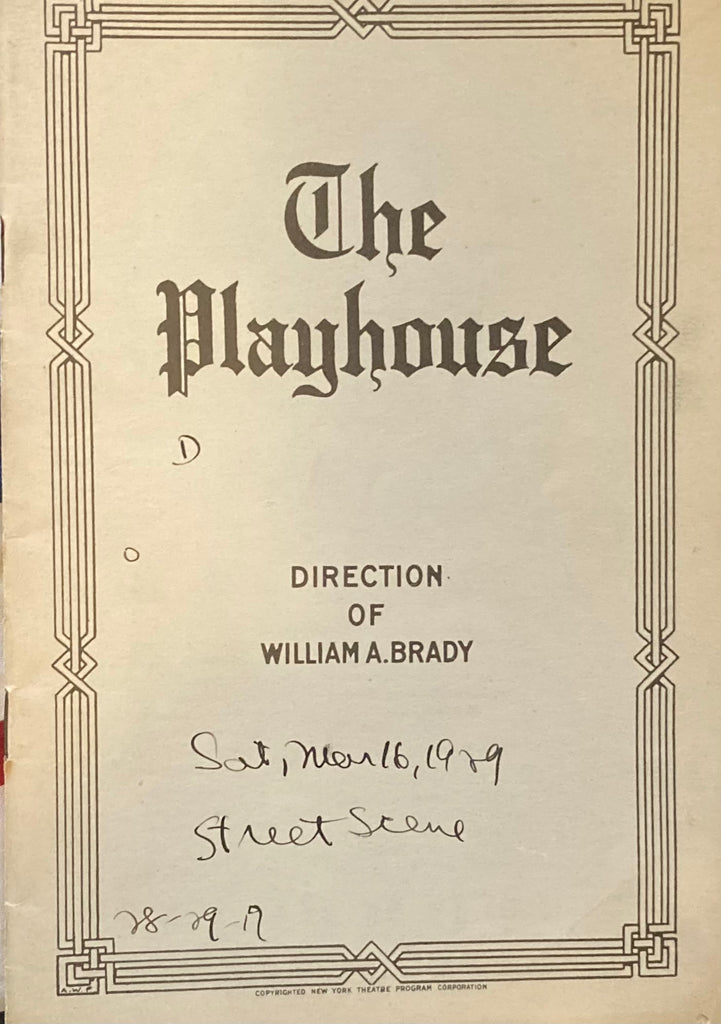 The
Playhouse
D
O
DIRECTION
OF
WILLIAM A. BRADY
Sat, Mar 16, 1929
Street Scene
28-29-17
A.W.F
COPYRIGHTED NEW YORK THEATRE PROGRAM CORPORATION